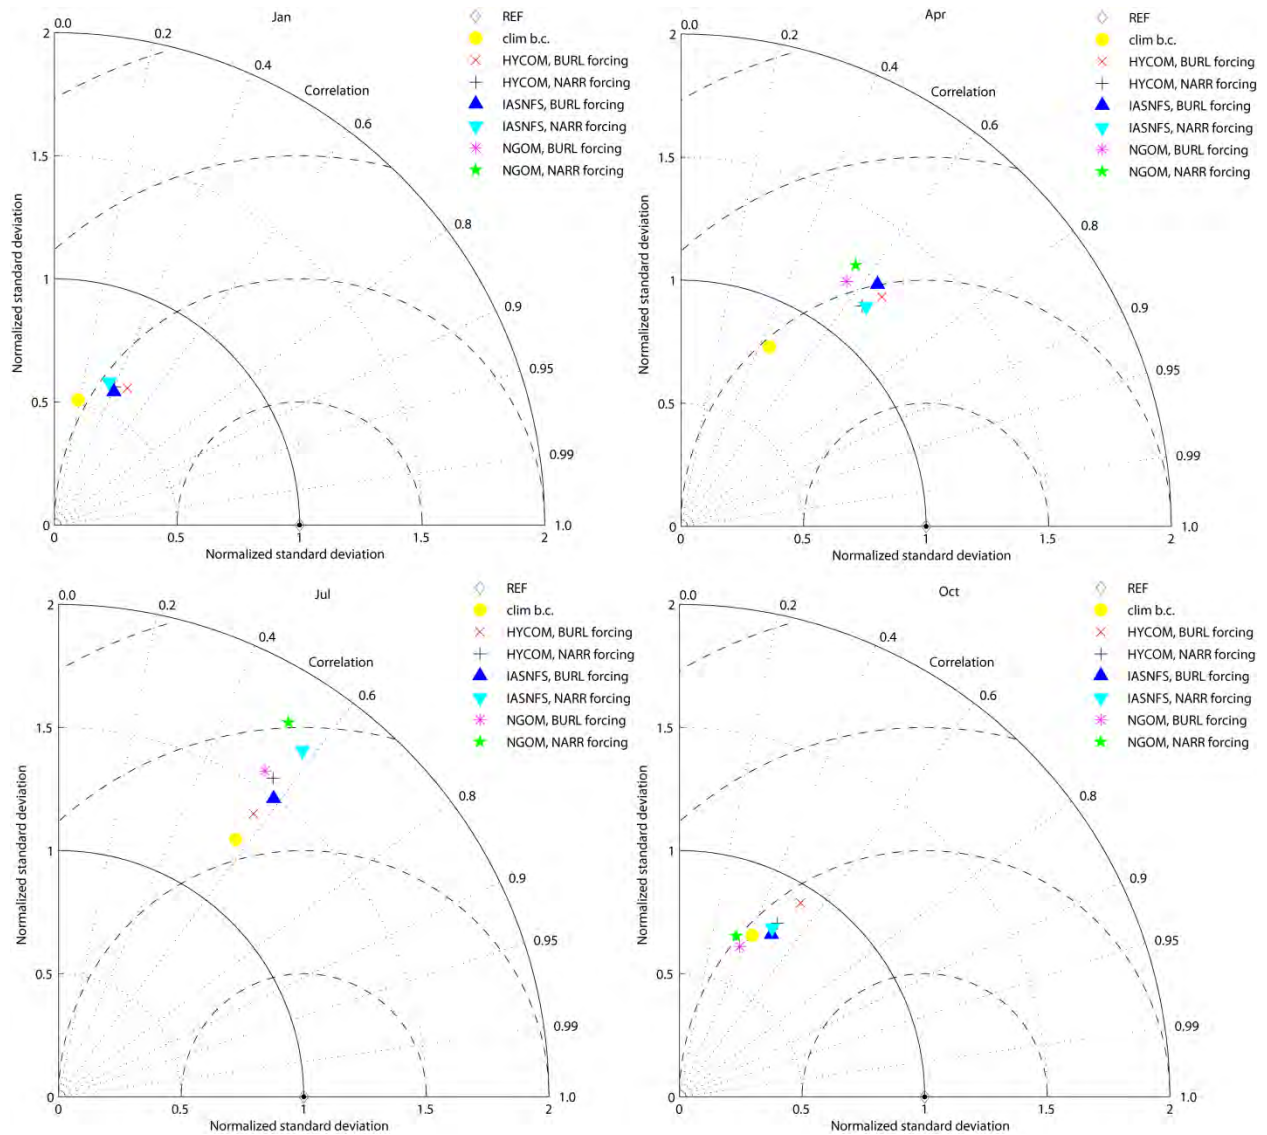 Jan
Normalized standard deviation
2
1.5
1
0.5
0
0.0
0.2
0.4
Correlation
0.6
0.8
0.9
0.95
0.99
1.0
0
0.5
1
1.5
2
Normalized standard deviation
REF
clim b.c.
HYCOM, BURL forcing
HYCOM, NARR forcing
IASNFS, BURL forcing
IASNFS, NARR forcing
NGOM, BURL forcing
NGOM, NARR forcing
Apr
Normalized standard deviation
2
1.5
1
0.5
0
0.0
0.2
0.4
Correlation
0.6
0.8
0.9
0.95
0.99
1.0
0
0.5
1
1.5
2
Normalized standard deviation
REF
clim b.c.
HYCOM, BURL forcing
HYCOM, NARR forcing
IASNFS, BURL forcing
IASNFS, NARR forcing
NGOM, BURL forcing
NGOM, NARR forcing
Jul
Normalized standard deviation
2
1.5
1
0.5
0
0.0
0.2
0.4
Correlation
0.6
0.8
0.9
0.95
0.99
1.0
0
0.5
1
1.5
2
Normalized standard deviation
REF
clim b.c.
HYCOM, BURL forcing
HYCOM, NARR forcing
IASNFS, BURL forcing
IASNFS, NARR forcing
NGOM, BURL forcing
NGOM, NARR forcing
Oct
Normalized standard deviation
2
1.5
1
0.5
0
0.0
0.2
0.4
Correlation
0.6
0.8
0.9
0.95
0.99
1.0
0
0.5
1
1.5
2
Normalized standard deviation
REF
clim b.c.
HYCOM, BURL forcing
HYCOM, NARR forcing
IASNFS, BURL forcing
IASNFS, NARR forcing
NGOM, BURL forcing
NGOM, NARR forcing